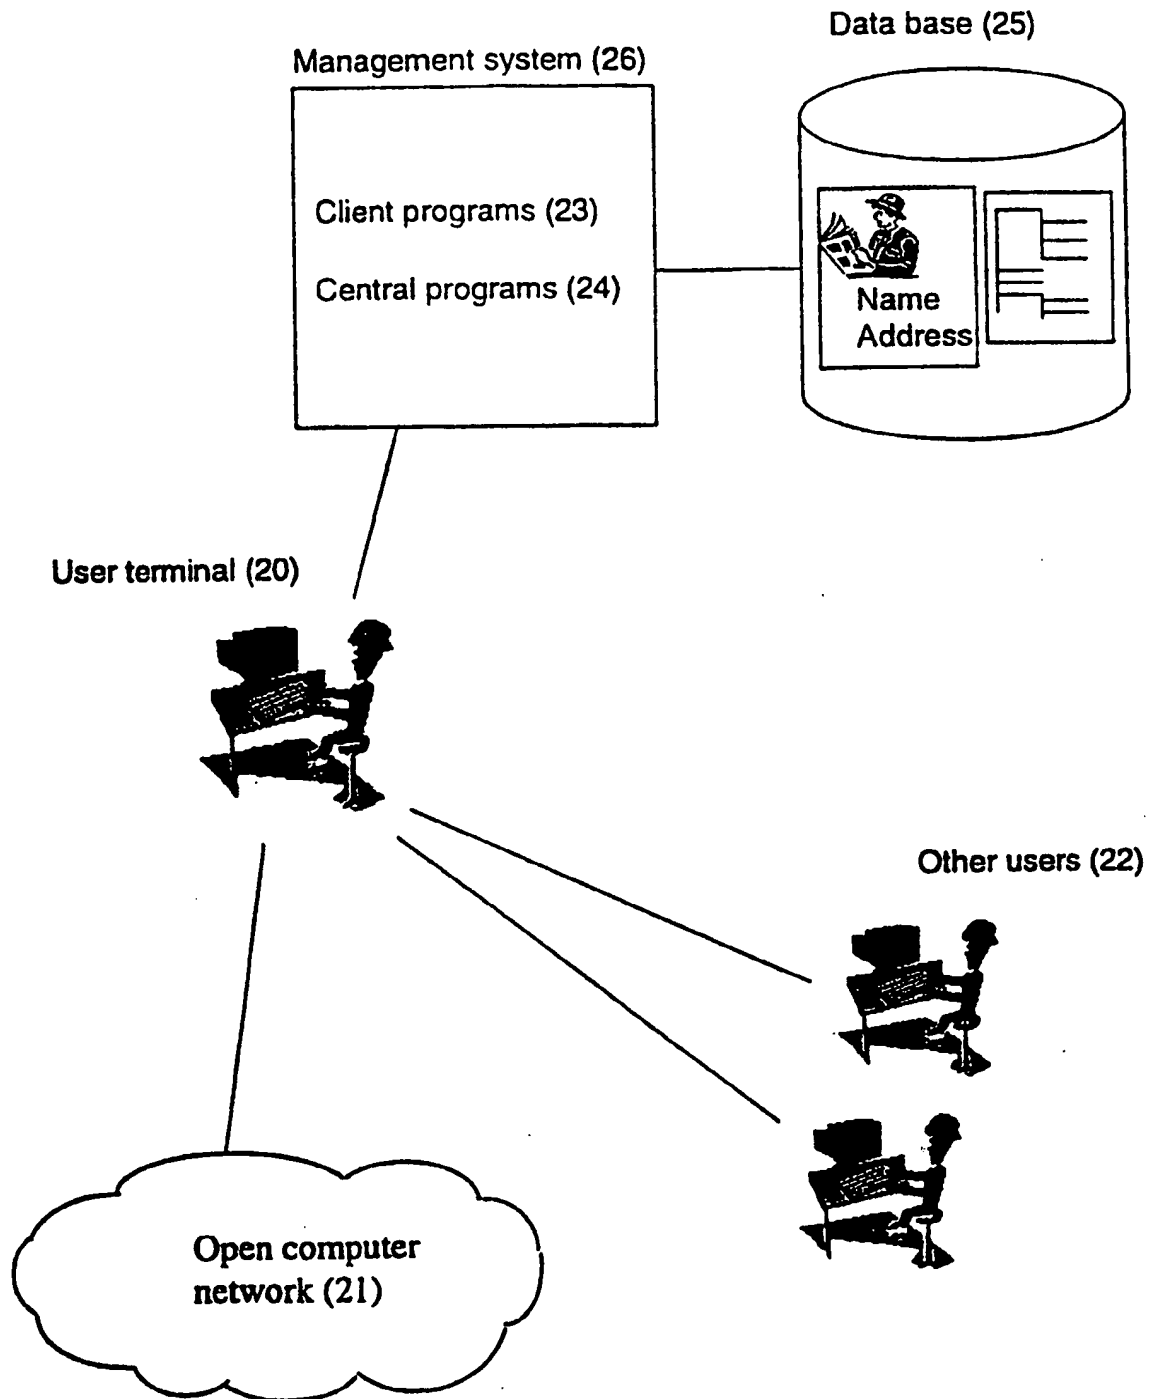 Data base (25)
Management system (26)
Client programs (23)
Central programs (24)
Name
Address
User terminal (20)
Other users (22)
Open computer
network (21)